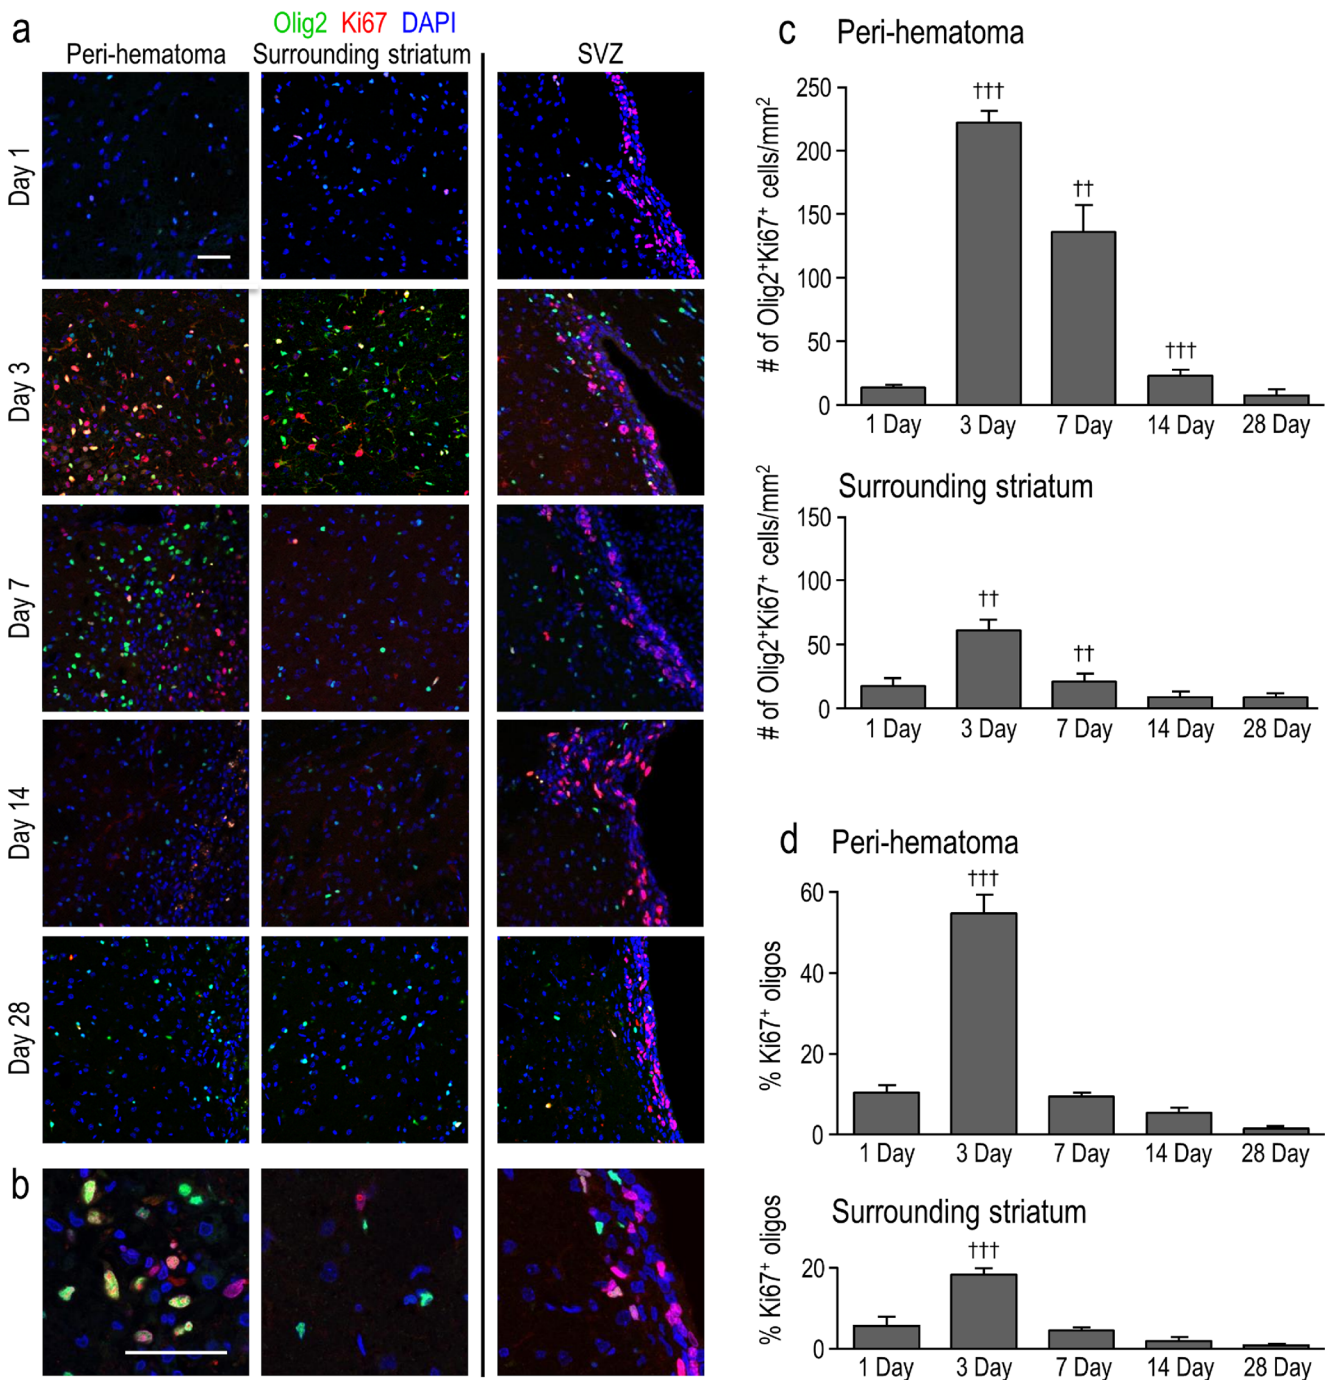 a
Olig2 Ki67 DAPI
Peri-hematoma Surrounding striatum SVZ
Day 1
Day 3
Day 7
Day 14
Day 28
b
c Peri-hematoma
# of Olig2⁺Ki67⁺ cells/mm²
250
200
150
100
50
0
†††
††
†††
1 Day 3 Day 7 Day 14 Day 28 Day
Surrounding striatum
# of Olig2⁺Ki67⁺ cells/mm²
150
100
50
0
††
††
1 Day 3 Day 7 Day 14 Day 28 Day
d Peri-hematoma
% Ki67⁺ oligos
60
40
20
0
†††
1 Day 3 Day 7 Day 14 Day 28 Day
Surrounding striatum
% Ki67⁺ oligos
20
10
0
†††
1 Day 3 Day 7 Day 14 Day 28 Day